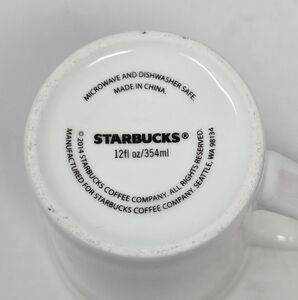 MICROWAVE AND DISHWASHER SAFE.
MADE IN CHINA.
STARBUCKS®
12fl oz/354ml
© 2014 STARBUCKS COFFEE COMPANY. ALL RIGHTS RESERVED.
MANUFACTURED FOR STARBUCKS COFFEE COMPANY. SEATTLE, WA 98134